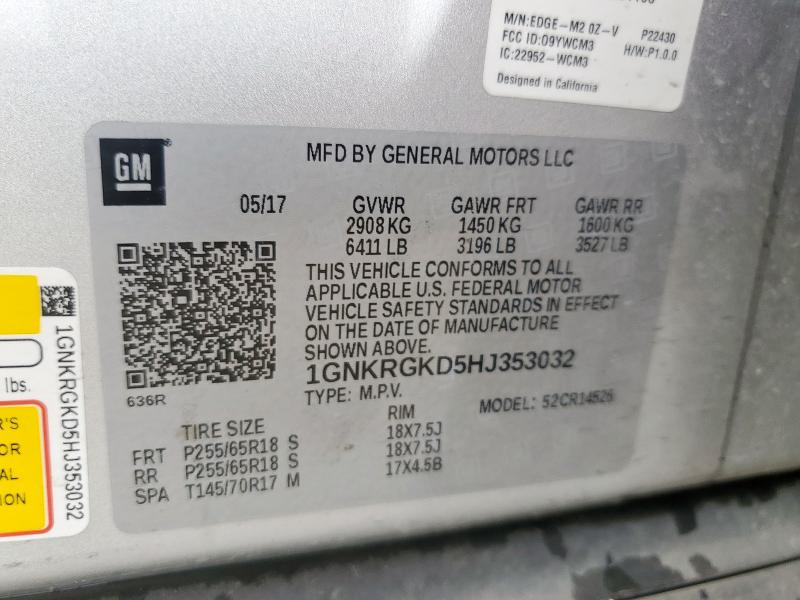 M/N:EDGE-M2 0Z-V P22430
FCC ID:O9YWCM3 H/W:P1.0.0
IC:22952-WCM3
Designed in California
GM
MFD BY GENERAL MOTORS LLC
05/17 GVWR GAWR FRT GAWR RR
2908 KG 1450 KG 1600 KG
6411 LB 3196 LB 3527 LB
THIS VEHICLE CONFORMS TO ALL
APPLICABLE U.S. FEDERAL MOTOR
VEHICLE SAFETY STANDARDS IN EFFECT
ON THE DATE OF MANUFACTURE
SHOWN ABOVE.
1GNKRGKD5HJ353032
TYPE: M.P.V. MODEL: 52CR14526
636R
TIRE SIZE RIM
FRT P255/65R18 S 18X7.5J
RR P255/65R18 S 18X7.5J
SPA T145/70R17 M 17X4.5B
1GNKRGKD5HJ353032
lbs.
R'S
OR
AL
ION